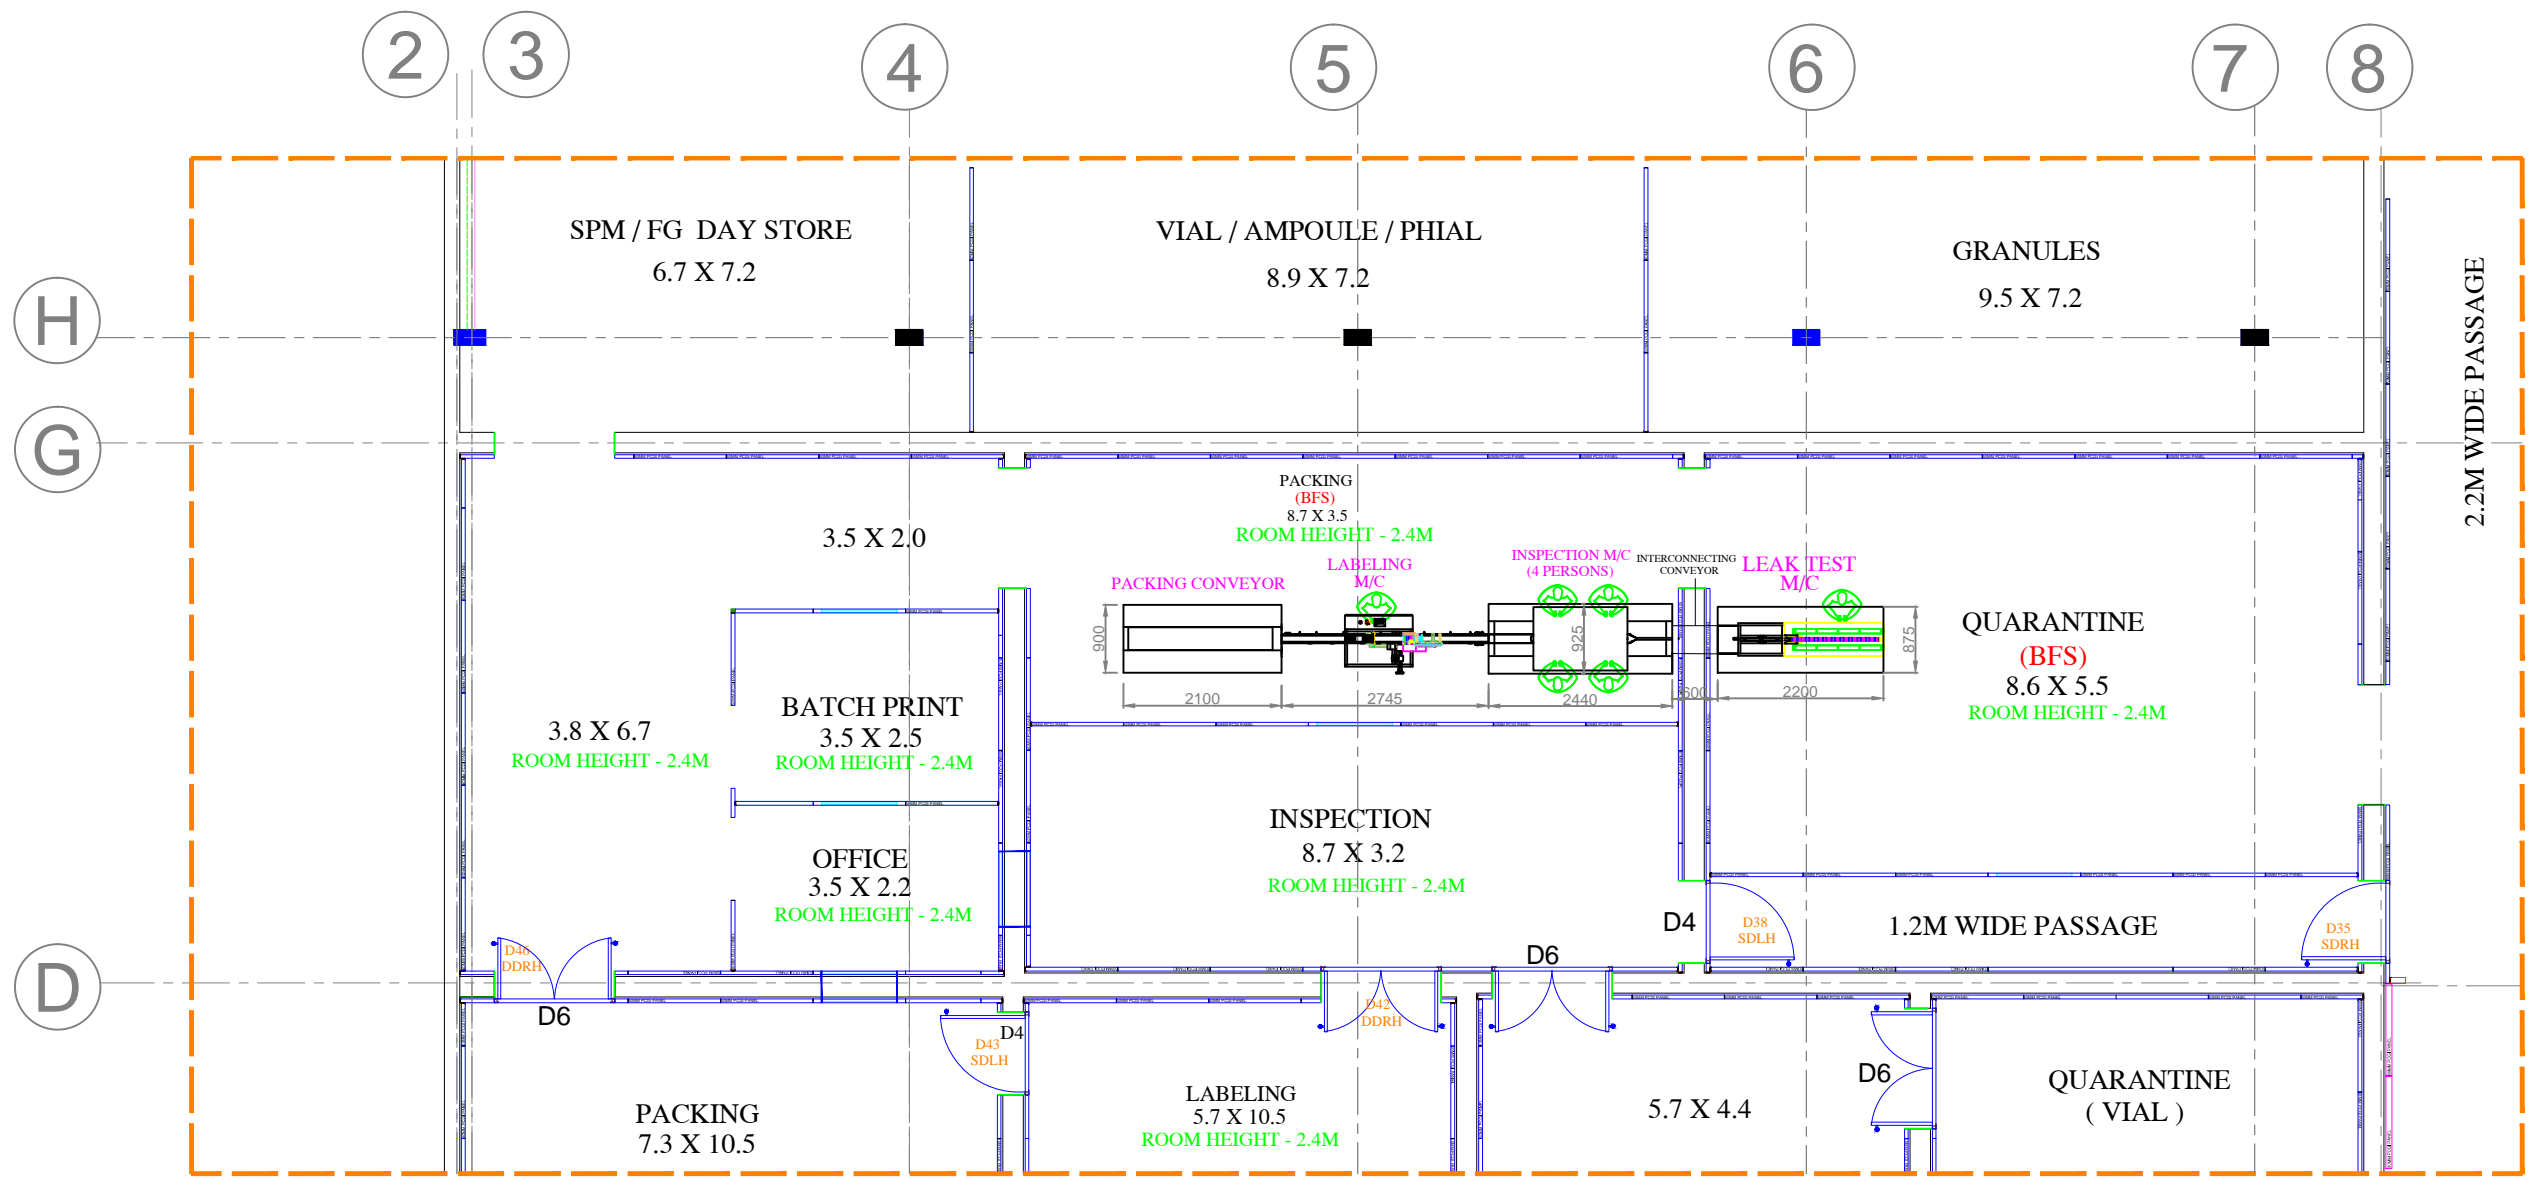 2
3
4
5
6
7
8
H
G
D
SPM / FG DAY STORE
6.7 X 7.2
VIAL / AMPOULE / PHIAL
8.9 X 7.2
GRANULES
9.5 X 7.2
2.2M WIDE PASSAGE
3.5 X 2.0
PACKING
(BFS)
8.7 X 3.5
ROOM HEIGHT - 2.4M
PACKING CONVEYOR
LABELING
M/C
INSPECTION M/C
(4 PERSONS)
INTERCONNECTING
CONVEYOR
LEAK TEST
M/C
900
925
875
2100
2745
2440
600
2200
QUARANTINE
(BFS)
8.6 X 5.5
ROOM HEIGHT - 2.4M
3.8 X 6.7
ROOM HEIGHT - 2.4M
BATCH PRINT
3.5 X 2.5
ROOM HEIGHT - 2.4M
OFFICE
3.5 X 2.2
ROOM HEIGHT - 2.4M
INSPECTION
8.7 X 3.2
ROOM HEIGHT - 2.4M
D4
D38
SDLH
1.2M WIDE PASSAGE
D35
SDRH
D46
DDRH
D6
D6
D42
DDRH
D4
D43
SDLH
D6
PACKING
7.3 X 10.5
LABELING
5.7 X 10.5
ROOM HEIGHT - 2.4M
5.7 X 4.4
QUARANTINE
( VIAL )